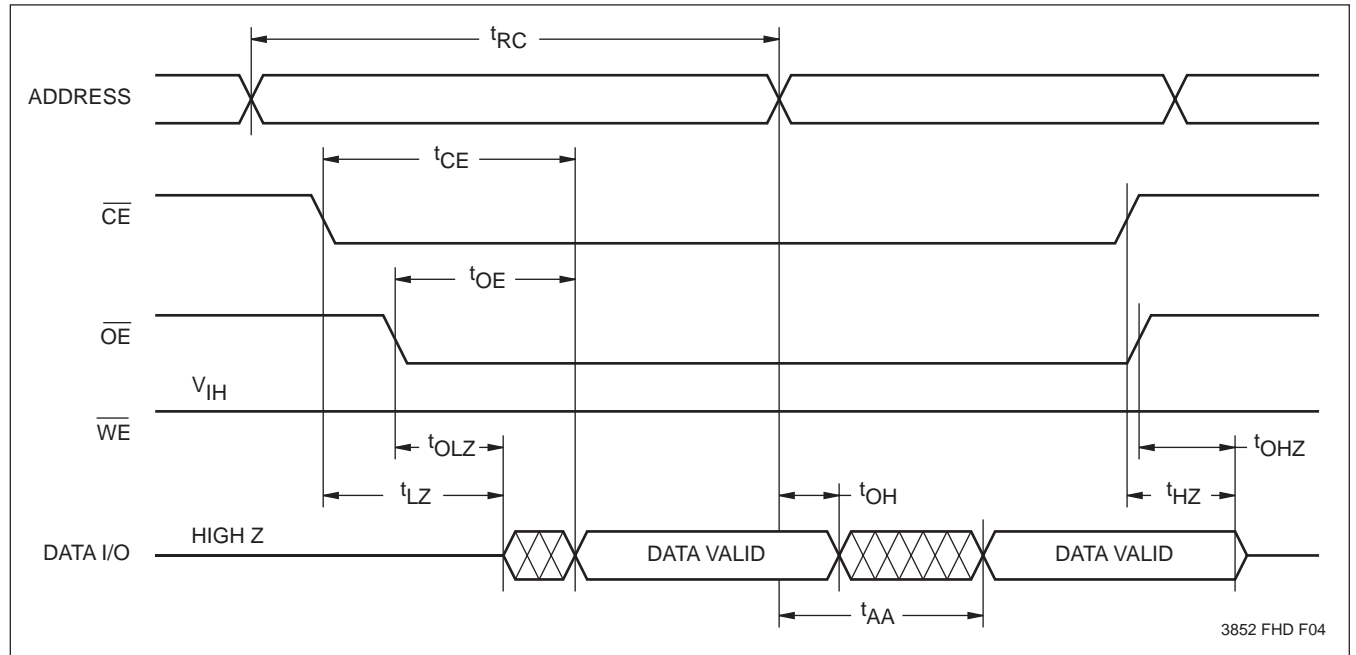 tRC
ADDRESS
tCE
CE
tOE
OE
VIH
WE
tOLZ
tOHZ
tLZ
tOH
tHZ
HIGH Z
DATA I/O
DATA VALID
DATA VALID
tAA
3852 FHD F04